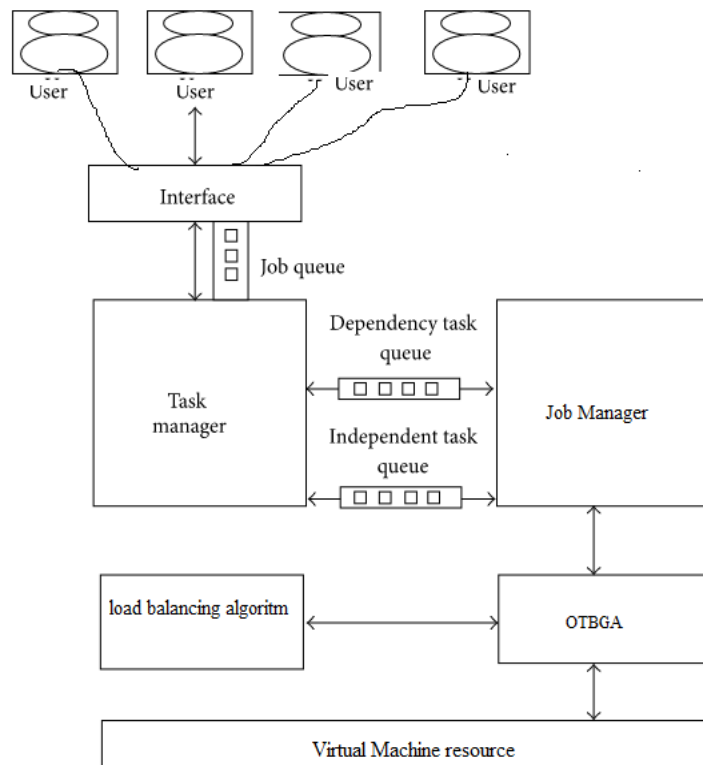 User
User
User
User
Interface
Job queue
Dependency task
queue
Task
manager
Job Manager
Independent task
queue
load balancing algoritm
OTBGA
Virtual Machine resource